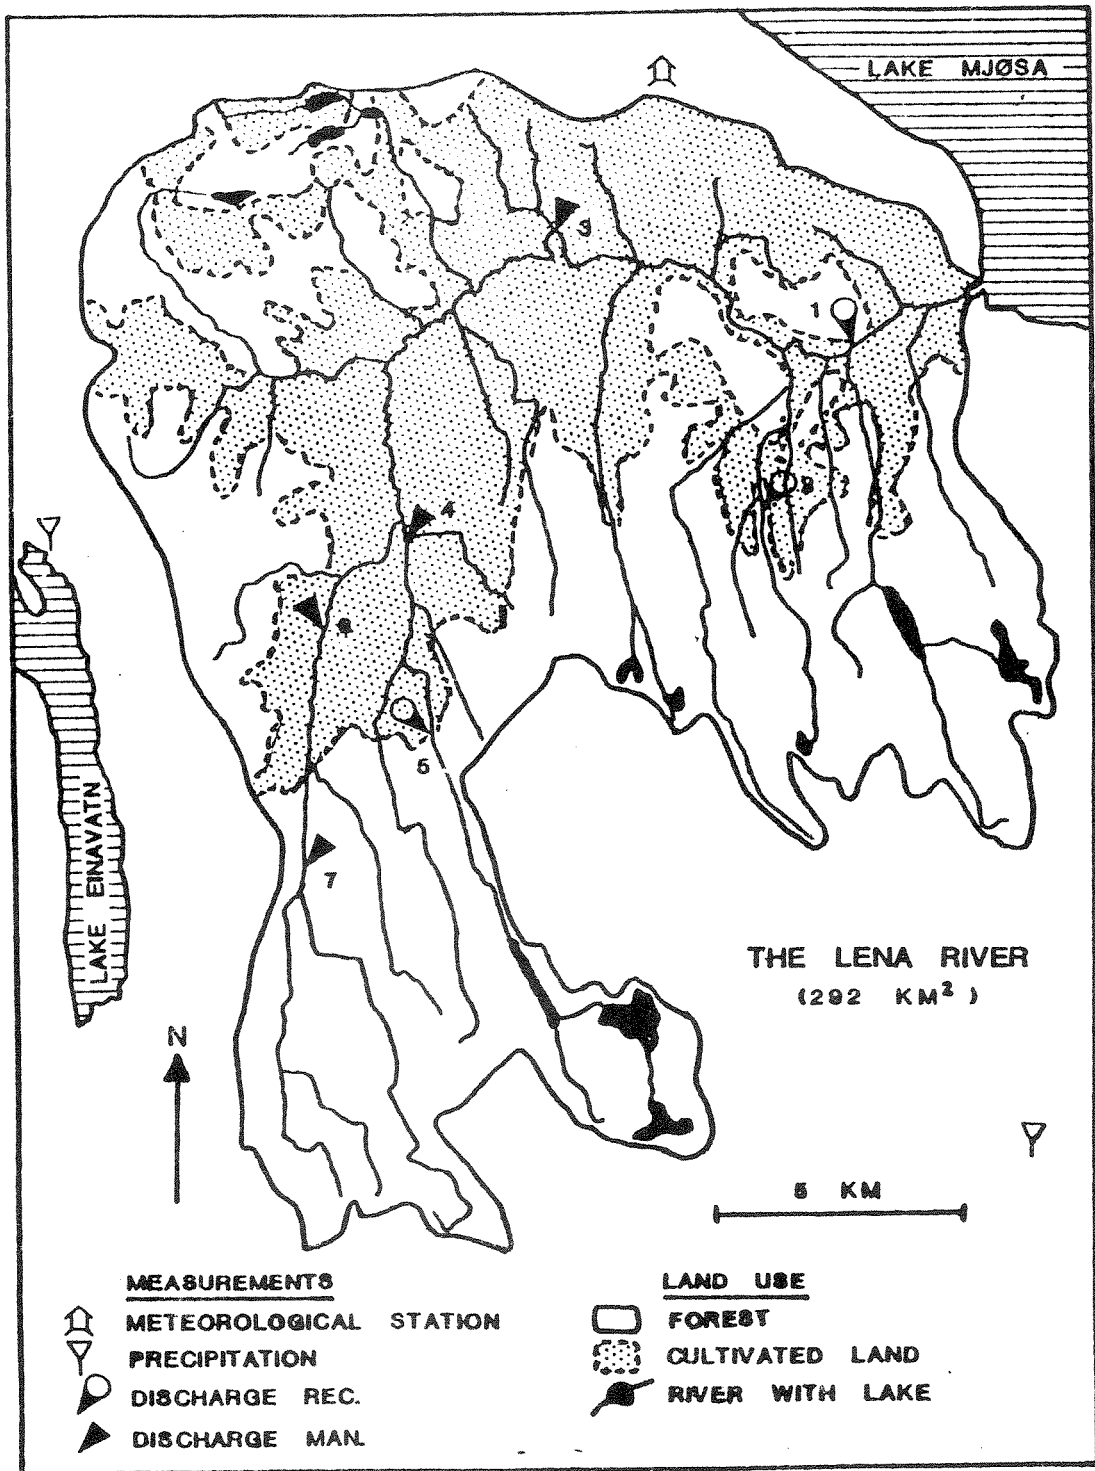 LAKE MJØSA
3
1
4
5
7
LAKE EINAVATN
THE LENA RIVER
(292 KM²)
N
5 KM
MEASUREMENTS
METEOROLOGICAL STATION
PRECIPITATION
DISCHARGE REC.
DISCHARGE MAN.
LAND USE
FOREST
CULTIVATED LAND
RIVER WITH LAKE